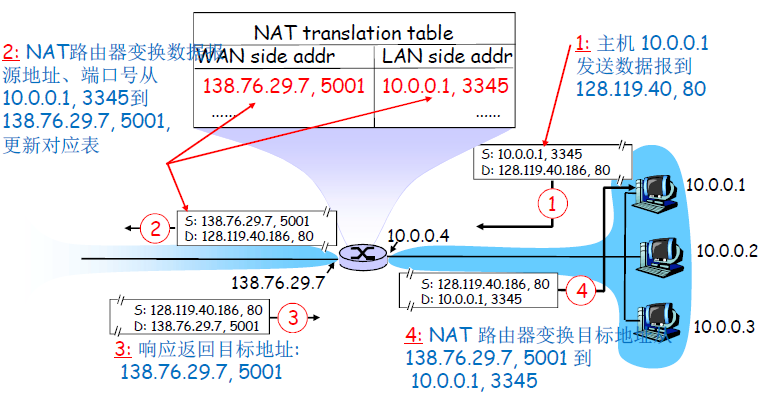 NAT translation table
WAN side addr LAN side addr
138.76.29.7, 5001 10.0.0.1, 3345
...... ......
2: NAT路由器变换数据报
源地址、端口号从
10.0.0.1, 3345到
138.76.29.7, 5001,
更新对应表
1: 主机 10.0.0.1
发送数据报到
128.119.40, 80
S: 10.0.0.1, 3345
D: 128.119.40.186, 80
1
10.0.0.1
10.0.0.2
10.0.0.3
2
S: 138.76.29.7, 5001
D: 128.119.40.186, 80
10.0.0.4
138.76.29.7
S: 128.119.40.186, 80
D: 10.0.0.1, 3345
4
S: 128.119.40.186, 80
D: 138.76.29.7, 5001
3
3: 响应返回目标地址:
138.76.29.7, 5001
4: NAT 路由器变换目标地址从
138.76.29.7, 5001 到
10.0.0.1, 3345